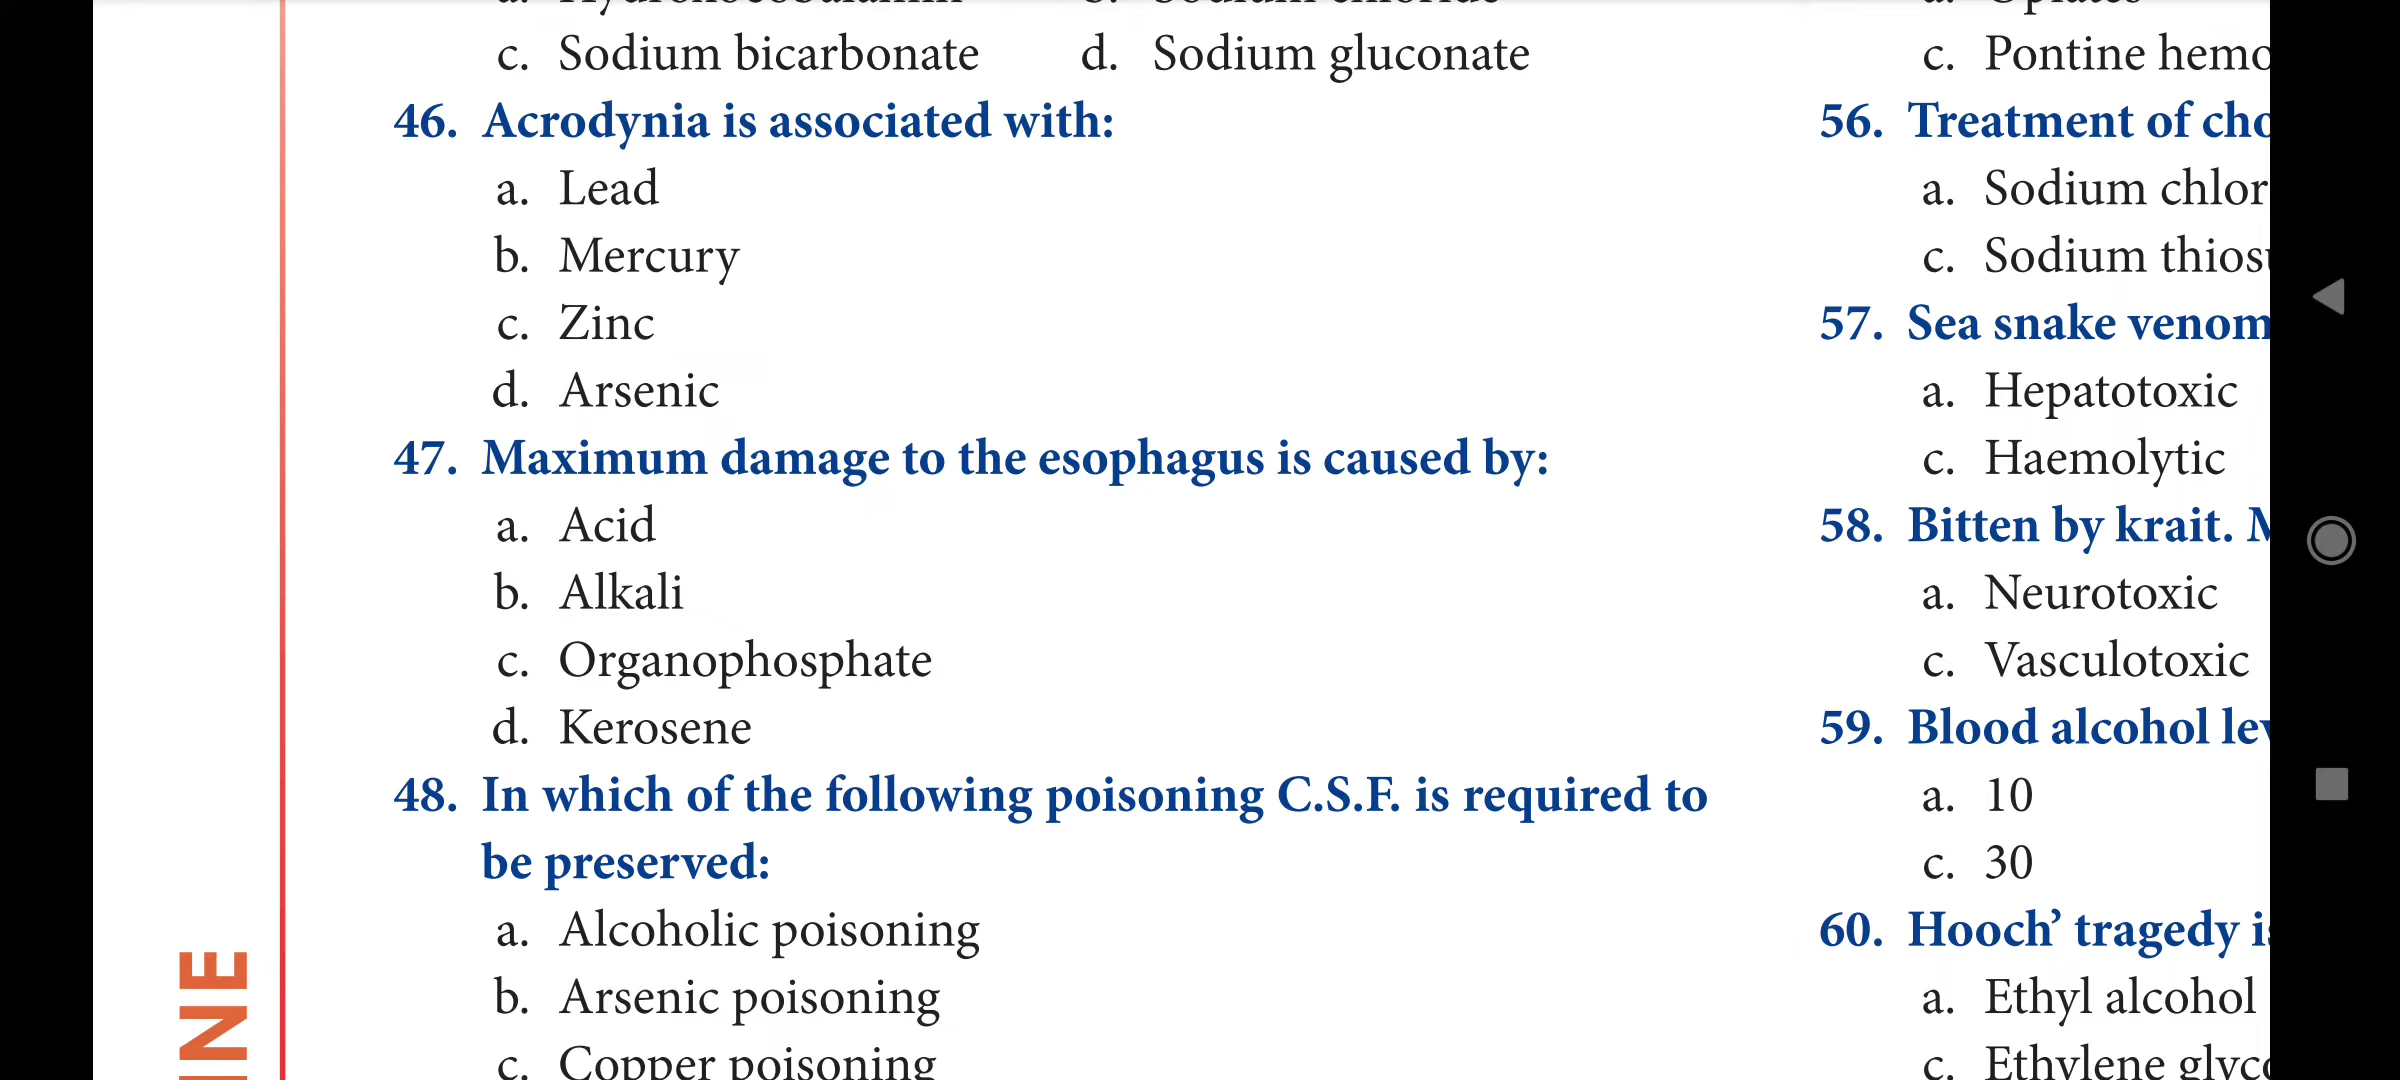 c. Sodium bicarbonate d. Sodium gluconate
46. Acrodynia is associated with:
a. Lead
b. Mercury
c. Zinc
d. Arsenic
47. Maximum damage to the esophagus is caused by:
a. Acid
b. Alkali
c. Organophosphate
d. Kerosene
48. In which of the following poisoning C.S.F. is required to
be preserved:
a. Alcoholic poisoning
b. Arsenic poisoning
c. Copper poisoning
c. Pontine
56. Treatment of
a. Sodium
c. Sodium
57. Sea snake venom
a. Hepatotoxic
c. Haemolytic
58. Bitten by krait.
a. Neurotoxic
c. Vasculotoxic
59. Blood alcohol
a. 10
c. 30
60. Hooch’ tragedy
a. Ethyl alcohol
c. Ethylene